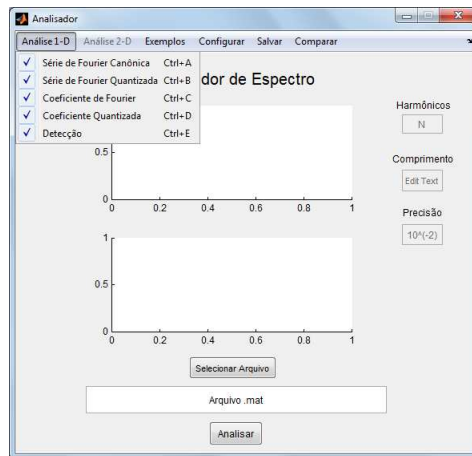 Analisador
Análise 1-D Análise 2-D Exemplos Configurar Salvar Comparar
Série de Fourier Canônica Ctrl+A
Série de Fourier Quantizada Ctrl+B
Coeficiente de Fourier Ctrl+C
Coeficiente Quantizada Ctrl+D
Detecção Ctrl+E
dor de Espectro
Harmônicos
N
Comprimento
Edit Text
Precisão
10^(-2)
0.5
0
0 0.2 0.4 0.6 0.8 1
1
0.5
0
0 0.2 0.4 0.6 0.8 1
Selecionar Arquivo
Arquivo .mat
Analisar